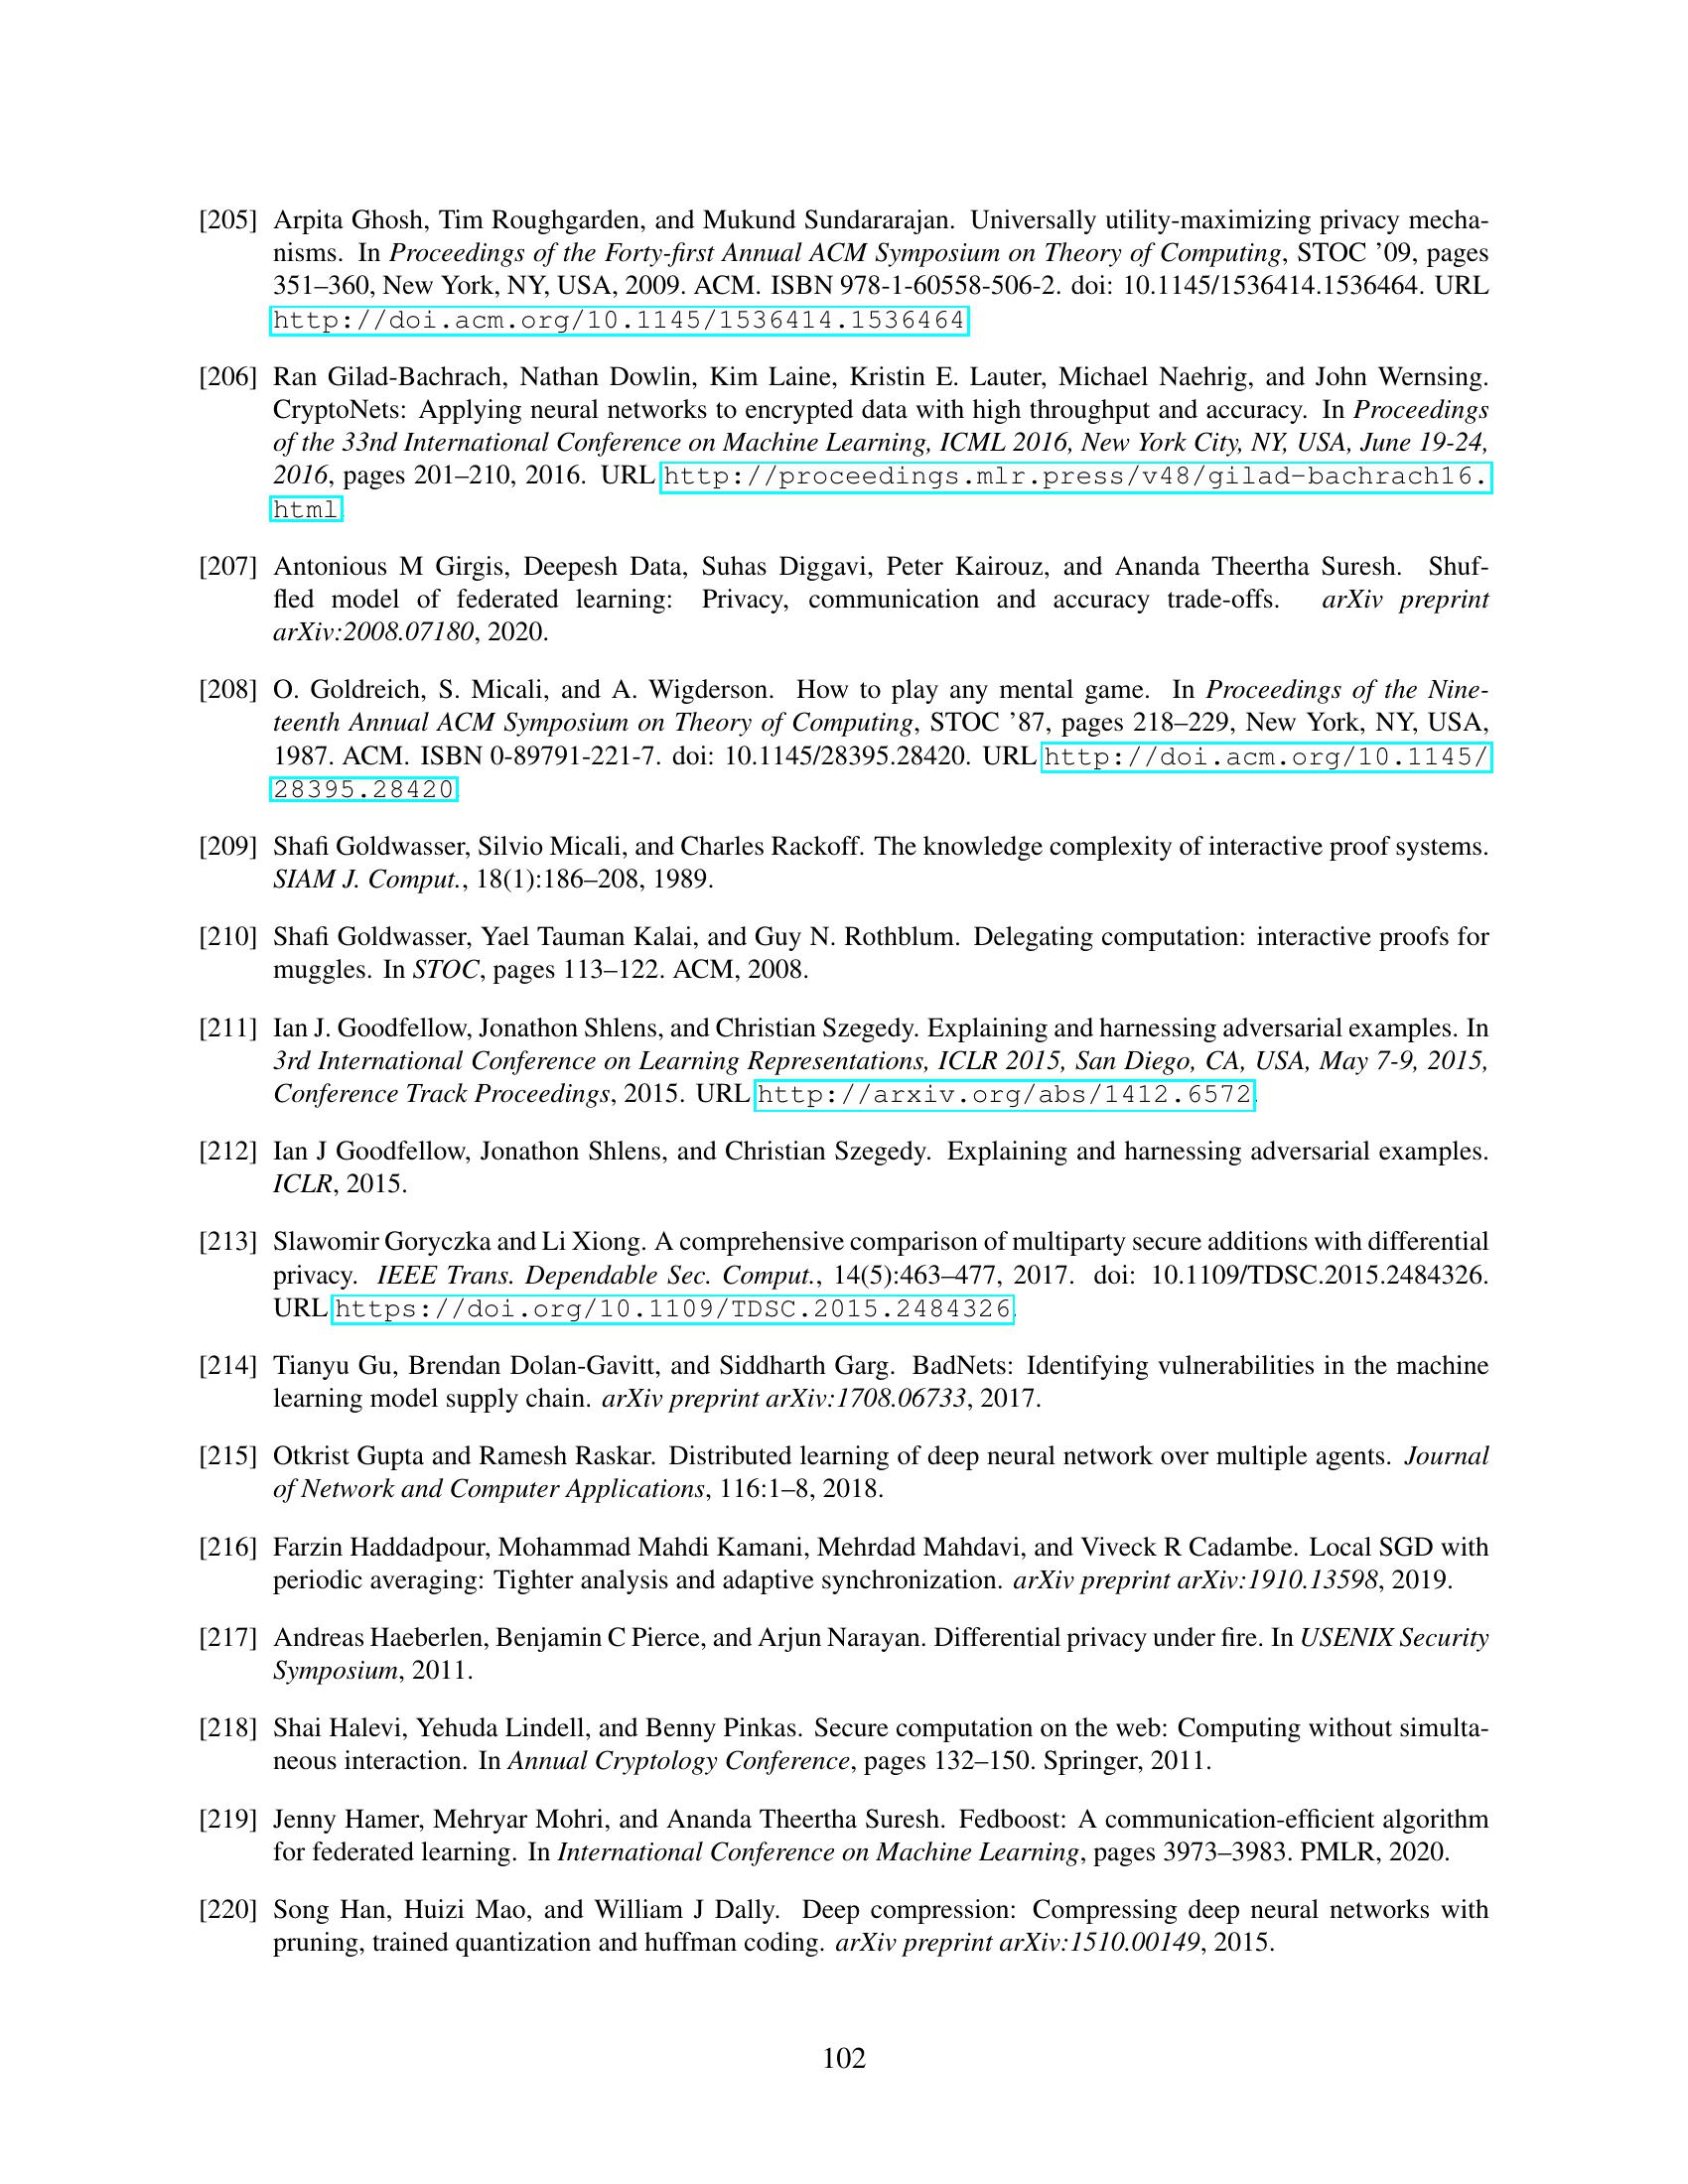 [205] Arpita Ghosh, Tim Roughgarden, and Mukund Sundararajan. Universally utility-maximizing privacy mecha-
nisms. In Proceedings of the Forty-first Annual ACM Symposium on Theory of Computing, STOC ’09, pages
351–360, New York, NY, USA, 2009. ACM. ISBN 978-1-60558-506-2. doi: 10.1145/1536414.1536464. URL
http://doi.acm.org/10.1145/1536414.1536464
[206] Ran Gilad-Bachrach, Nathan Dowlin, Kim Laine, Kristin E. Lauter, Michael Naehrig, and John Wernsing.
CryptoNets: Applying neural networks to encrypted data with high throughput and accuracy. In Proceedings
of the 33nd International Conference on Machine Learning, ICML 2016, New York City, NY, USA, June 19-24,
2016, pages 201–210, 2016. URL http://proceedings.mlr.press/v48/gilad-bachrach16.
html
[207] Antonious M Girgis, Deepesh Data, Suhas Diggavi, Peter Kairouz, and Ananda Theertha Suresh. Shuf-
fled model of federated learning: Privacy, communication and accuracy trade-offs. arXiv preprint
arXiv:2008.07180, 2020.
[208] O. Goldreich, S. Micali, and A. Wigderson. How to play any mental game. In Proceedings of the Nine-
teenth Annual ACM Symposium on Theory of Computing, STOC ’87, pages 218–229, New York, NY, USA,
1987. ACM. ISBN 0-89791-221-7. doi: 10.1145/28395.28420. URL http://doi.acm.org/10.1145/
28395.28420
[209] Shafi Goldwasser, Silvio Micali, and Charles Rackoff. The knowledge complexity of interactive proof systems.
SIAM J. Comput., 18(1):186–208, 1989.
[210] Shafi Goldwasser, Yael Tauman Kalai, and Guy N. Rothblum. Delegating computation: interactive proofs for
muggles. In STOC, pages 113–122. ACM, 2008.
[211] Ian J. Goodfellow, Jonathon Shlens, and Christian Szegedy. Explaining and harnessing adversarial examples. In
3rd International Conference on Learning Representations, ICLR 2015, San Diego, CA, USA, May 7-9, 2015,
Conference Track Proceedings, 2015. URL http://arxiv.org/abs/1412.6572.
[212] Ian J Goodfellow, Jonathon Shlens, and Christian Szegedy. Explaining and harnessing adversarial examples.
ICLR, 2015.
[213] Slawomir Goryczka and Li Xiong. A comprehensive comparison of multiparty secure additions with differential
privacy. IEEE Trans. Dependable Sec. Comput., 14(5):463–477, 2017. doi: 10.1109/TDSC.2015.2484326.
URL https://doi.org/10.1109/TDSC.2015.2484326.
[214] Tianyu Gu, Brendan Dolan-Gavitt, and Siddharth Garg. BadNets: Identifying vulnerabilities in the machine
learning model supply chain. arXiv preprint arXiv:1708.06733, 2017.
[215] Otkrist Gupta and Ramesh Raskar. Distributed learning of deep neural network over multiple agents. Journal
of Network and Computer Applications, 116:1–8, 2018.
[216] Farzin Haddadpour, Mohammad Mahdi Kamani, Mehrdad Mahdavi, and Viveck R Cadambe. Local SGD with
periodic averaging: Tighter analysis and adaptive synchronization. arXiv preprint arXiv:1910.13598, 2019.
[217] Andreas Haeberlen, Benjamin C Pierce, and Arjun Narayan. Differential privacy under fire. In USENIX Security
Symposium, 2011.
[218] Shai Halevi, Yehuda Lindell, and Benny Pinkas. Secure computation on the web: Computing without simulta-
neous interaction. In Annual Cryptology Conference, pages 132–150. Springer, 2011.
[219] Jenny Hamer, Mehryar Mohri, and Ananda Theertha Suresh. Fedboost: A communication-efficient algorithm
for federated learning. In International Conference on Machine Learning, pages 3973–3983. PMLR, 2020.
[220] Song Han, Huizi Mao, and William J Dally. Deep compression: Compressing deep neural networks with
pruning, trained quantization and huffman coding. arXiv preprint arXiv:1510.00149, 2015.
102